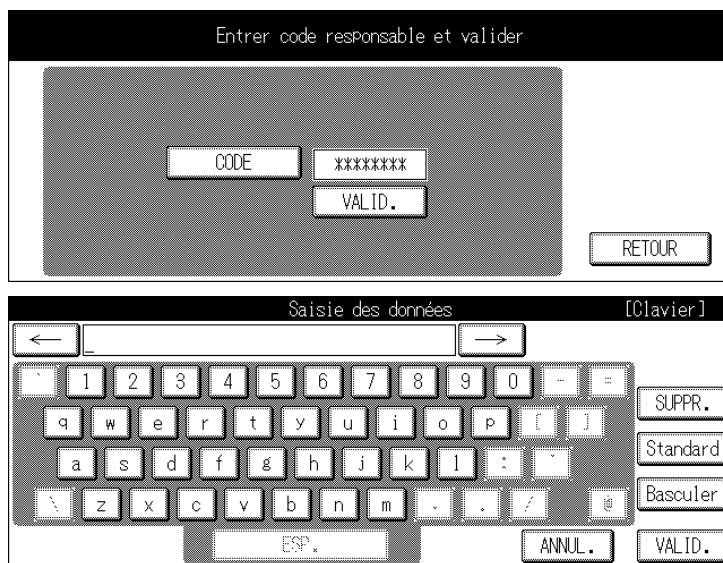 Entrer code responsable et valider
CODE ********
VALID.
RETOUR
Saisie des données [Clavier]
← _ →
` 1 2 3 4 5 6 7 8 9 0 - =
SUPPR.
q w e r t y u i o p [ ]
Standard
a s d f g h j k l
Basculer
\ z x c v b n m , . / @
ESP. ANNUL. VALID.